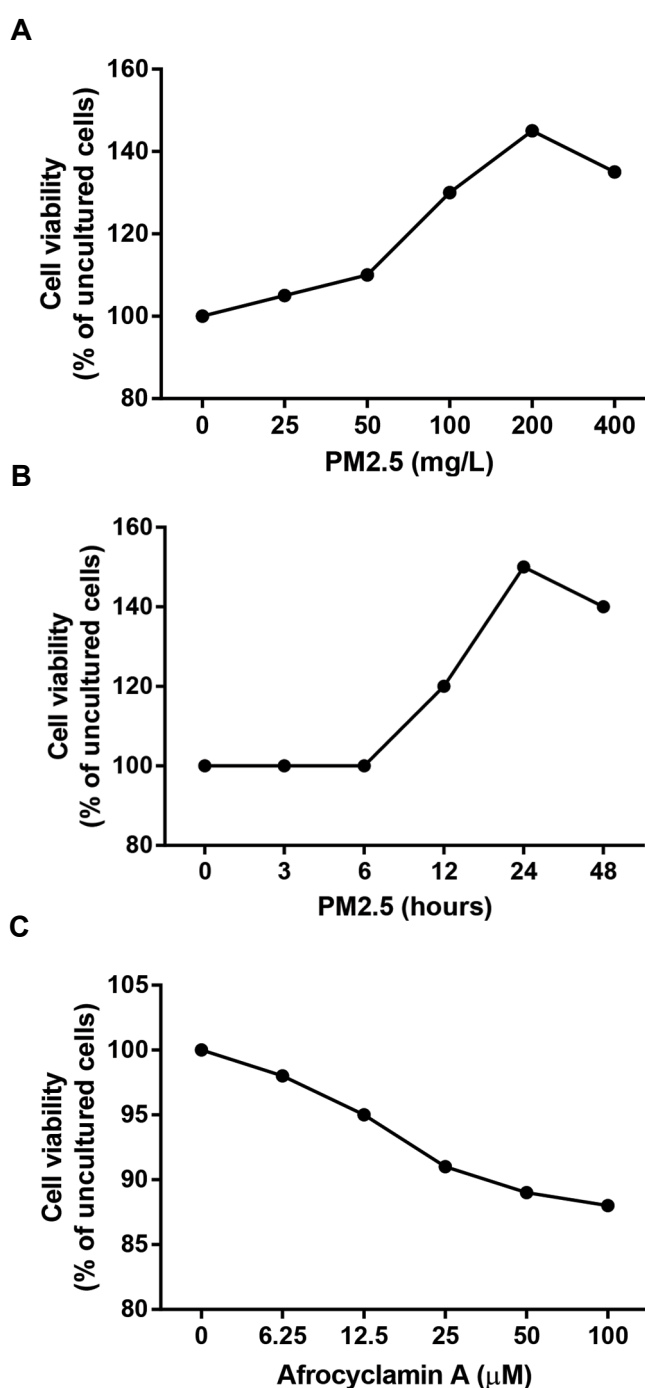 A
Cell viability
(% of uncultured cells)
160
140
120
100
80
0 25 50 100 200 400
PM2.5 (mg/L)
B
Cell viability
(% of uncultured cells)
160
140
120
100
80
0 3 6 12 24 48
PM2.5 (hours)
C
Cell viability
(% of uncultured cells)
105
100
95
90
85
80
0 6.25 12.5 25 50 100
Afrocyclamin A (μM)